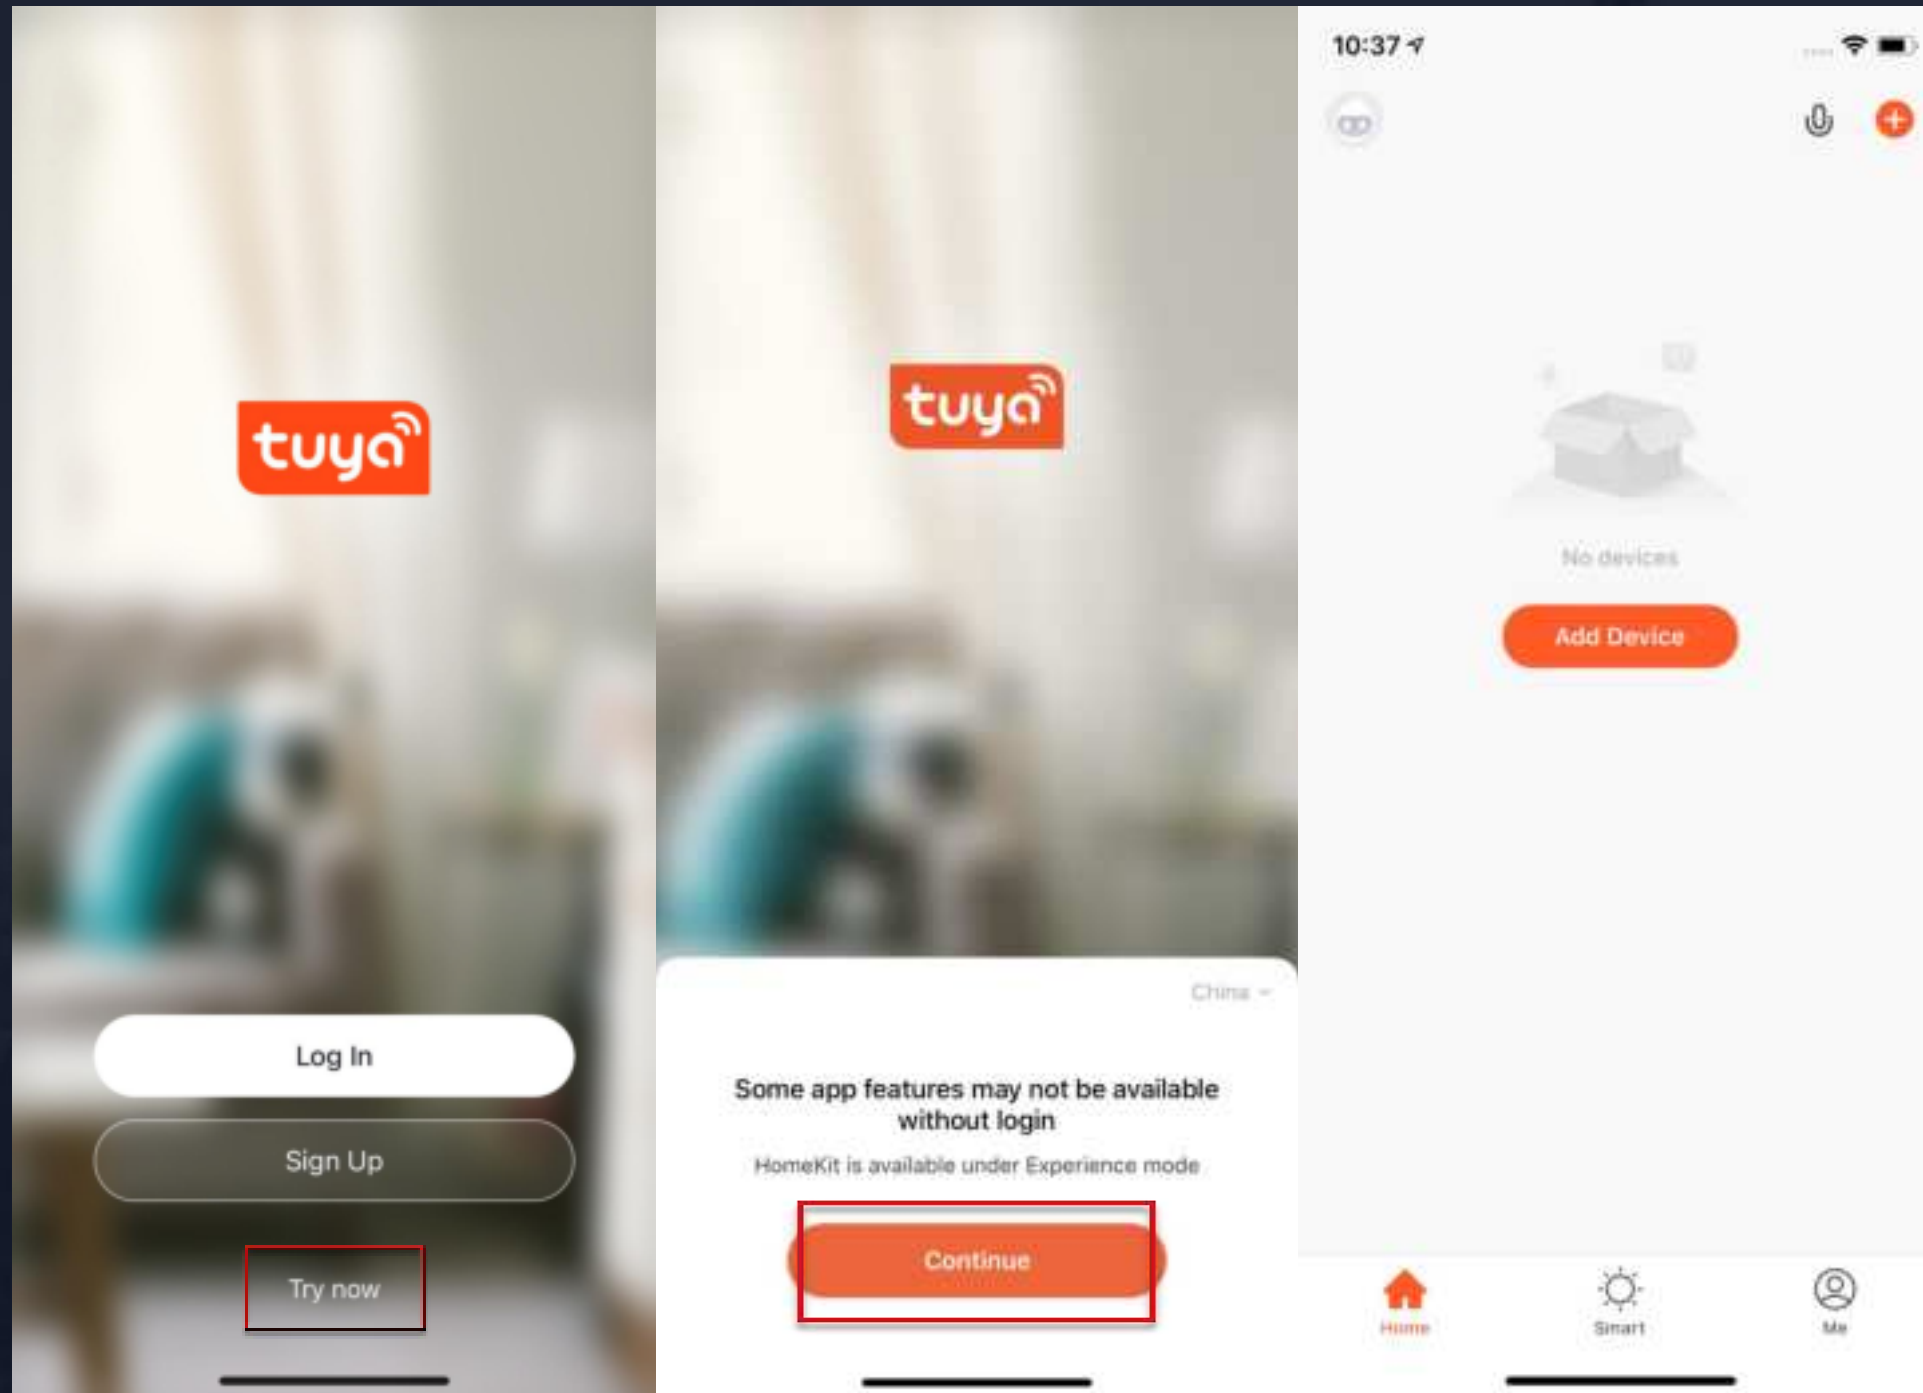 tuya
Log In
Sign Up
Try now
tuya
China
Some app features may not be available
without login
HomeKit is available under Experience mode
Continue
10:37
No devices
Add Device
Home
Smart
Me